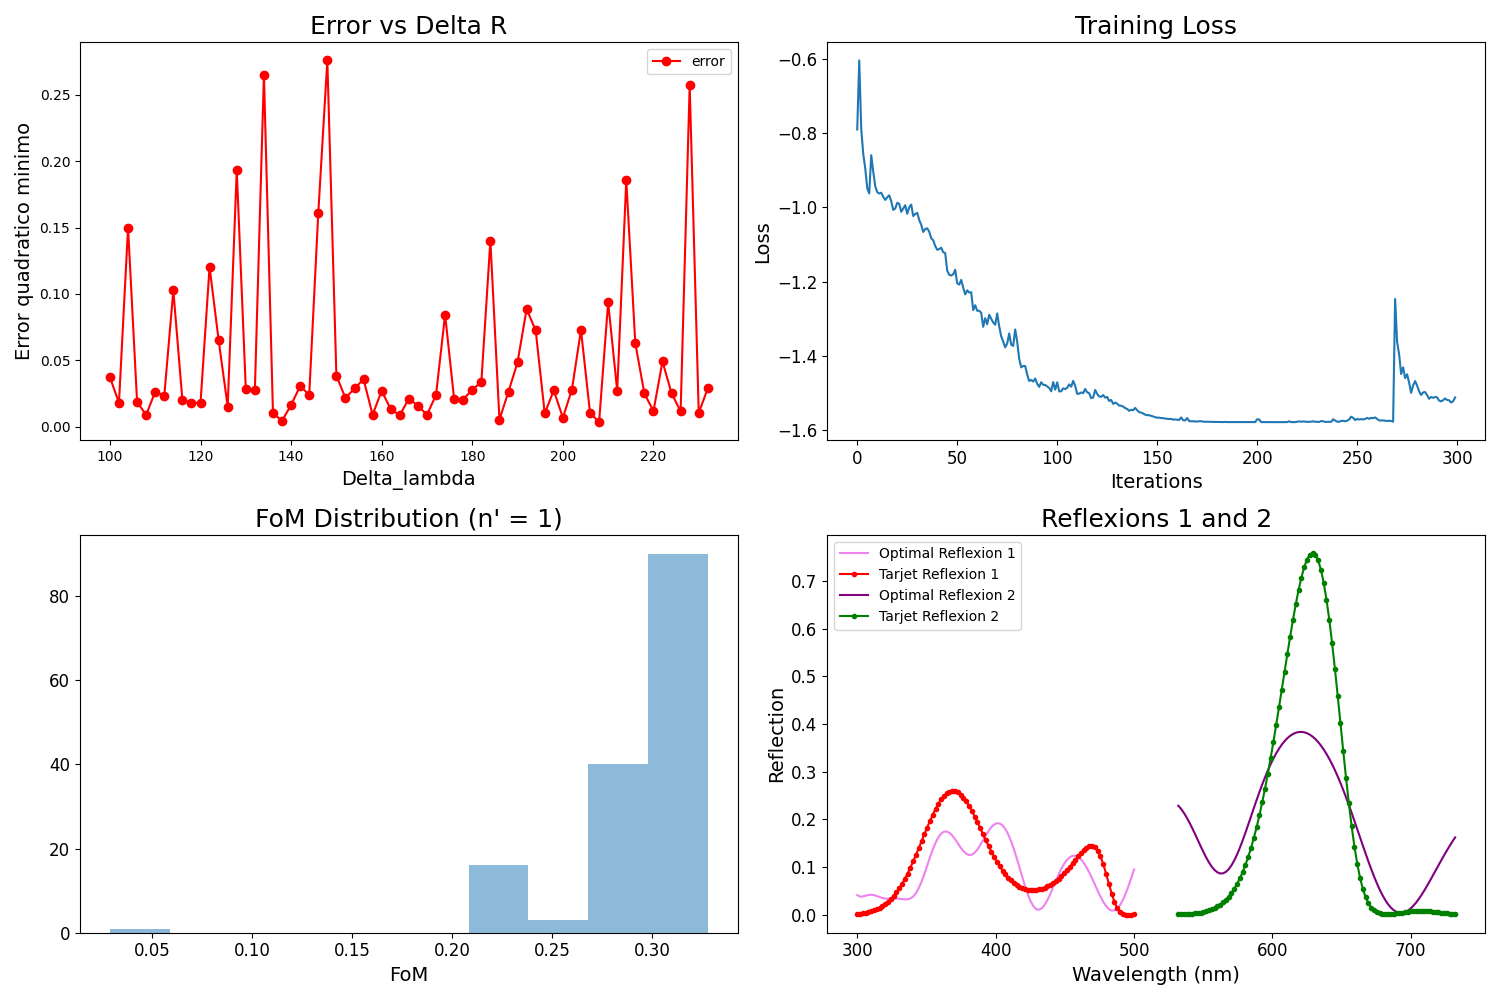 Error vs Delta R
error
Error quadratico minimo
0.25
0.20
0.15
0.10
0.05
0.00
100 120 140 160 180 200 220
Delta_lambda
Training Loss
Loss
−0.6
−0.8
−1.0
−1.2
−1.4
−1.6
0 50 100 150 200 250 300
Iterations
FoM Distribution (n' = 1)
80
60
40
20
0
0.05 0.10 0.15 0.20 0.25 0.30
FoM
Reflexions 1 and 2
Optimal Reflexion 1
Tarjet Reflexion 1
Optimal Reflexion 2
Tarjet Reflexion 2
Reflection
0.7
0.6
0.5
0.4
0.3
0.2
0.1
0.0
300 400 500 600 700
Wavelength (nm)